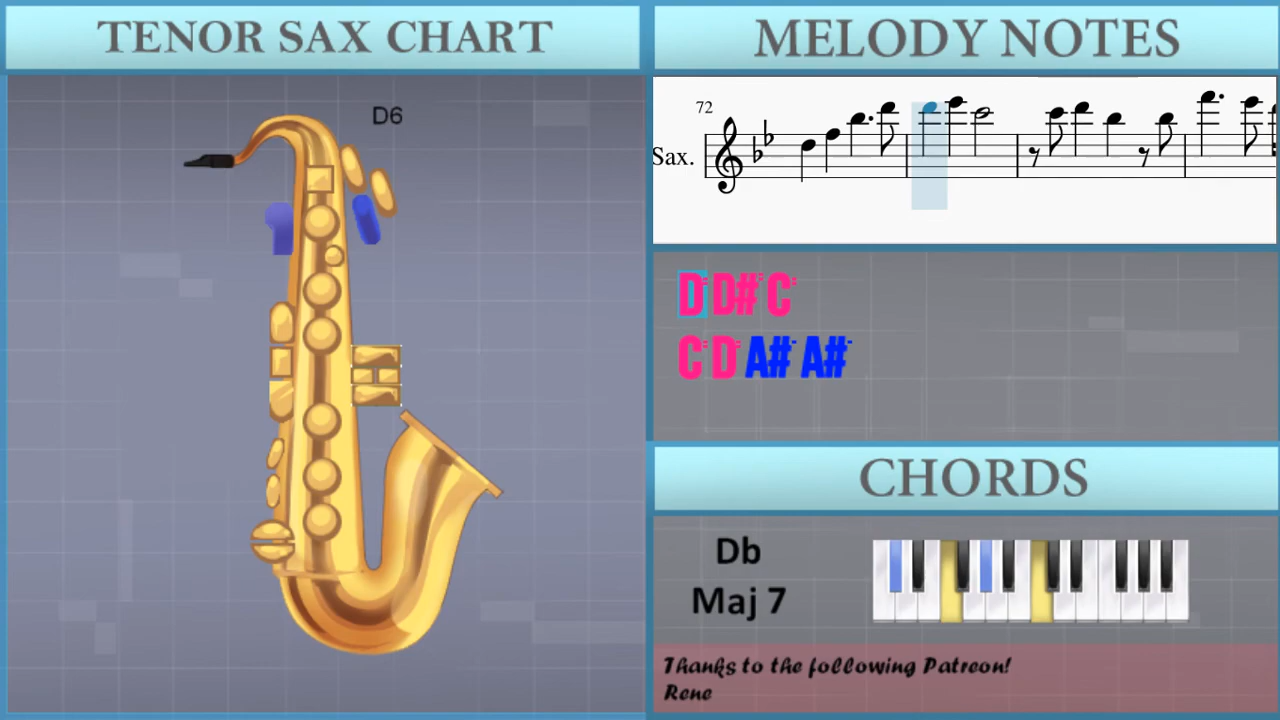 TENOR SAX CHART
D6
MELODY NOTES
72
Sax.
D D# C
C D A# A#
CHORDS
Db
Maj 7
Thanks to the following Patreon!
Rene